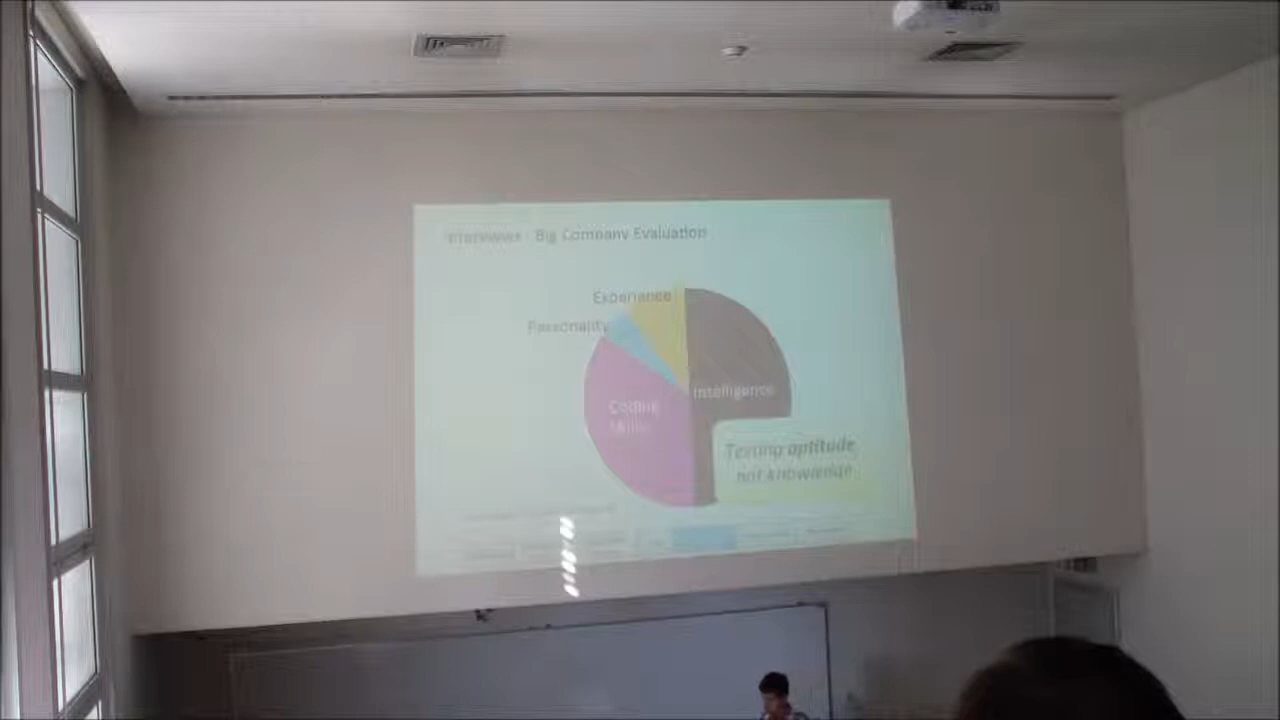 Interviews - Big Company Evaluation
Experience
Personality
Intelligence
Coding
Skills
Testing aptitude
not knowledge